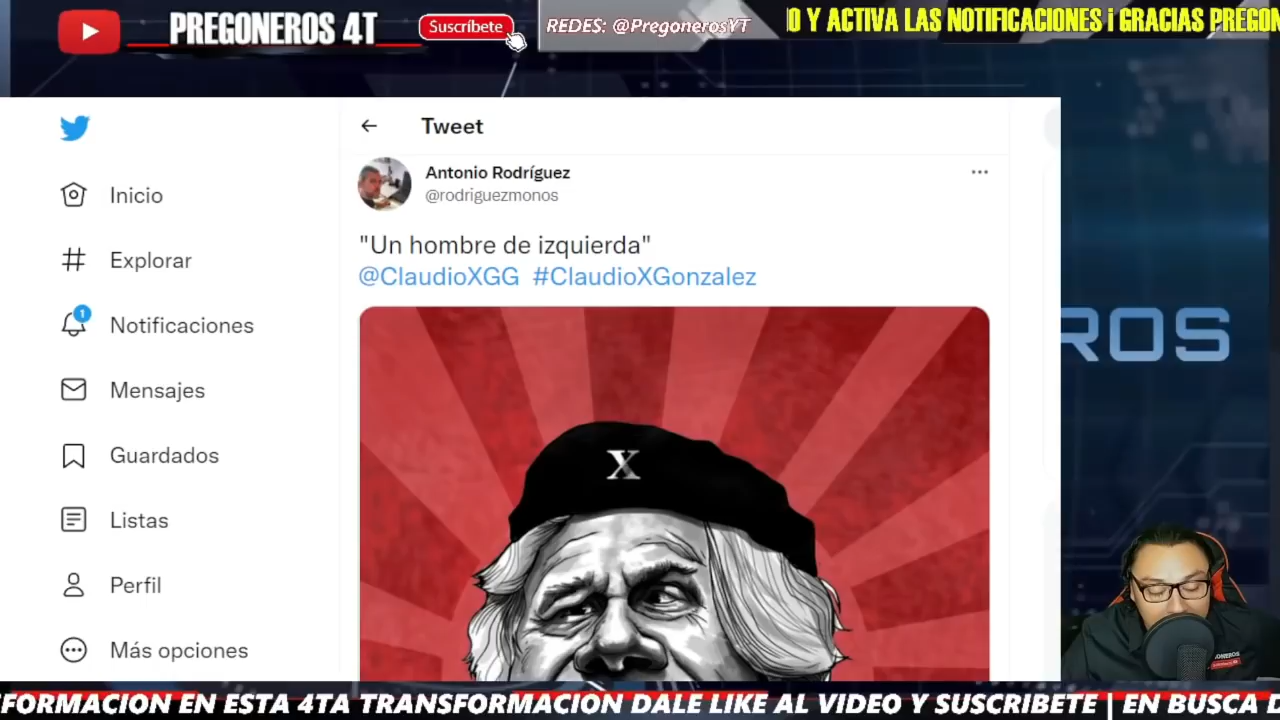 PREGONEROS 4T
Suscríbete
REDES: @PregonerosYT
O Y ACTIVA LAS NOTIFICACIONES ¡ GRACIAS PREGON
Tweet
Antonio Rodríguez
@rodriguezmonos
"Un hombre de izquierda"
@ClaudioXGG #ClaudioXGonzalez
Inicio
Explorar
1
Notificaciones
Mensajes
Guardados
Listas
Perfil
Más opciones
X
ROS
FORMACION EN ESTA 4TA TRANSFORMACIÓN DALE LIKE AL VIDEO Y SUSCRIBETE | EN BUSCA D